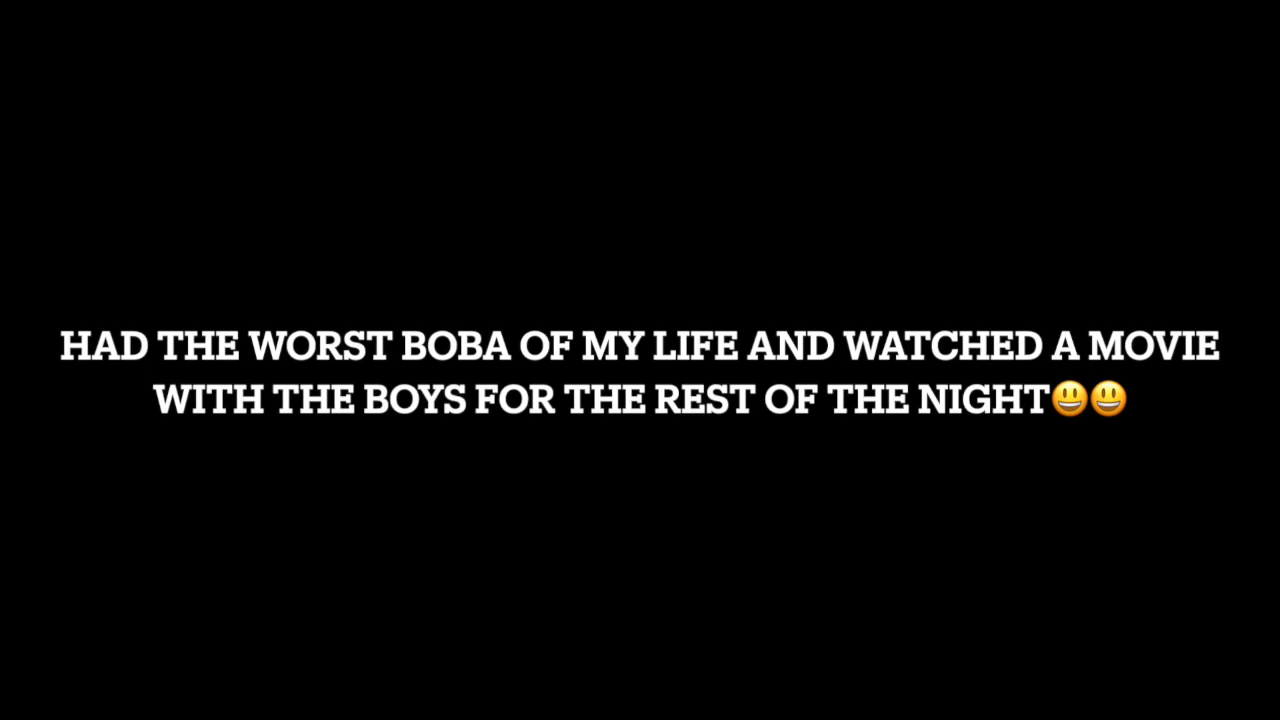 HAD THE WORST BOBA OF MY LIFE AND WATCHED A MOVIE
WITH THE BOYS FOR THE REST OF THE NIGHT😃😃